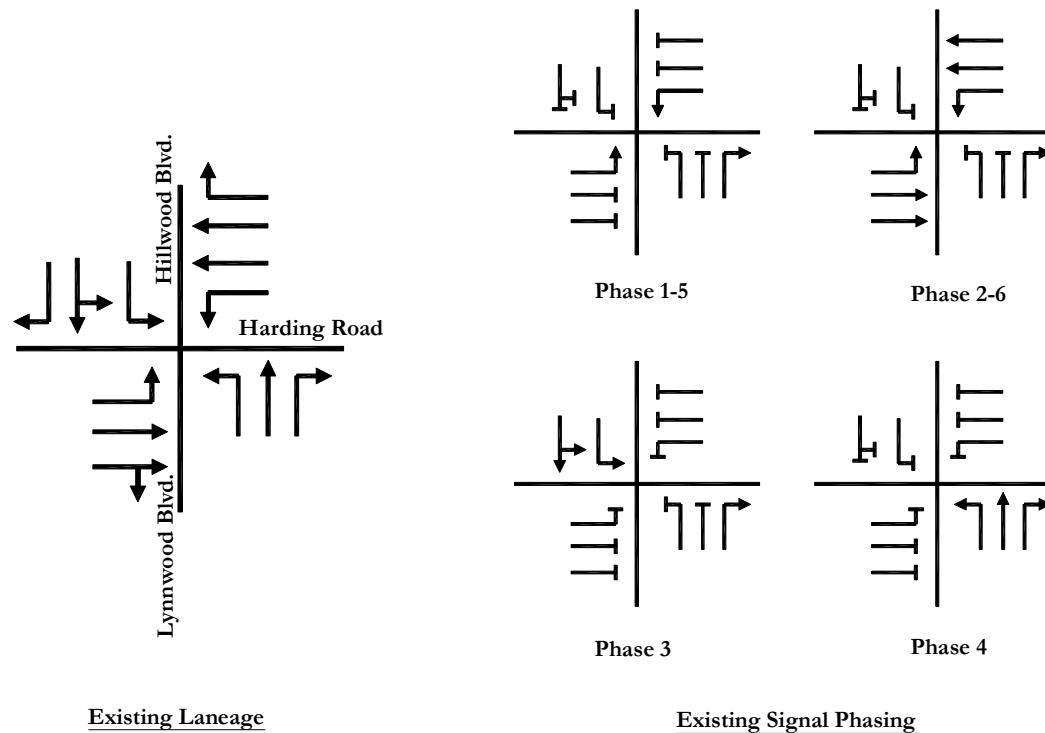 Hillwood Blvd.
Harding Road
Lynnwood Blvd.
Existing Laneage
Phase 1-5
Phase 2-6
Phase 3
Phase 4
Existing Signal Phasing